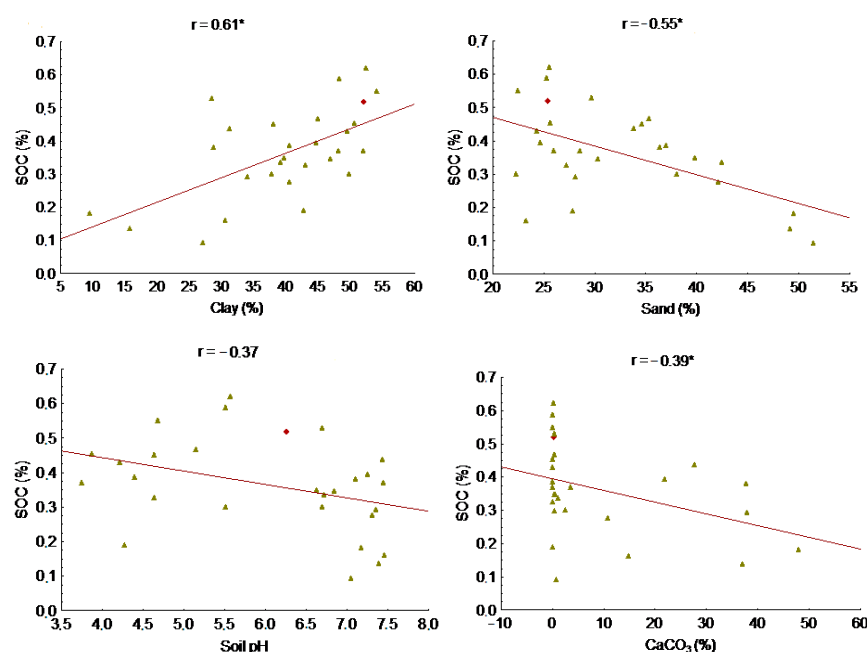 r = 0.61*
SOC (%)
0.7
0.6
0.5
0.4
0.3
0.2
0.1
0.0
5 10 15 20 25 30 35 40 45 50 55 60
Clay (%)
r=-0.55*
SOC (%)
0.7
0.6
0.5
0.4
0.3
0.2
0.1
0.0
20 25 30 35 40 45 50 55
Sand (%)
r = -0.37
SOC (%)
0.7
0.6
0.5
0.4
0.3
0.2
0.1
0.0
3.5 4.0 4.5 5.0 5.5 6.0 6.5 7.0 7.5 8.0
Soil pH
r = -0.39*
SOC (%)
0.7
0.6
0.5
0.4
0.3
0.2
0.1
0.0
-10 0 10 20 30 40 50 60
CaCO₃ (%)